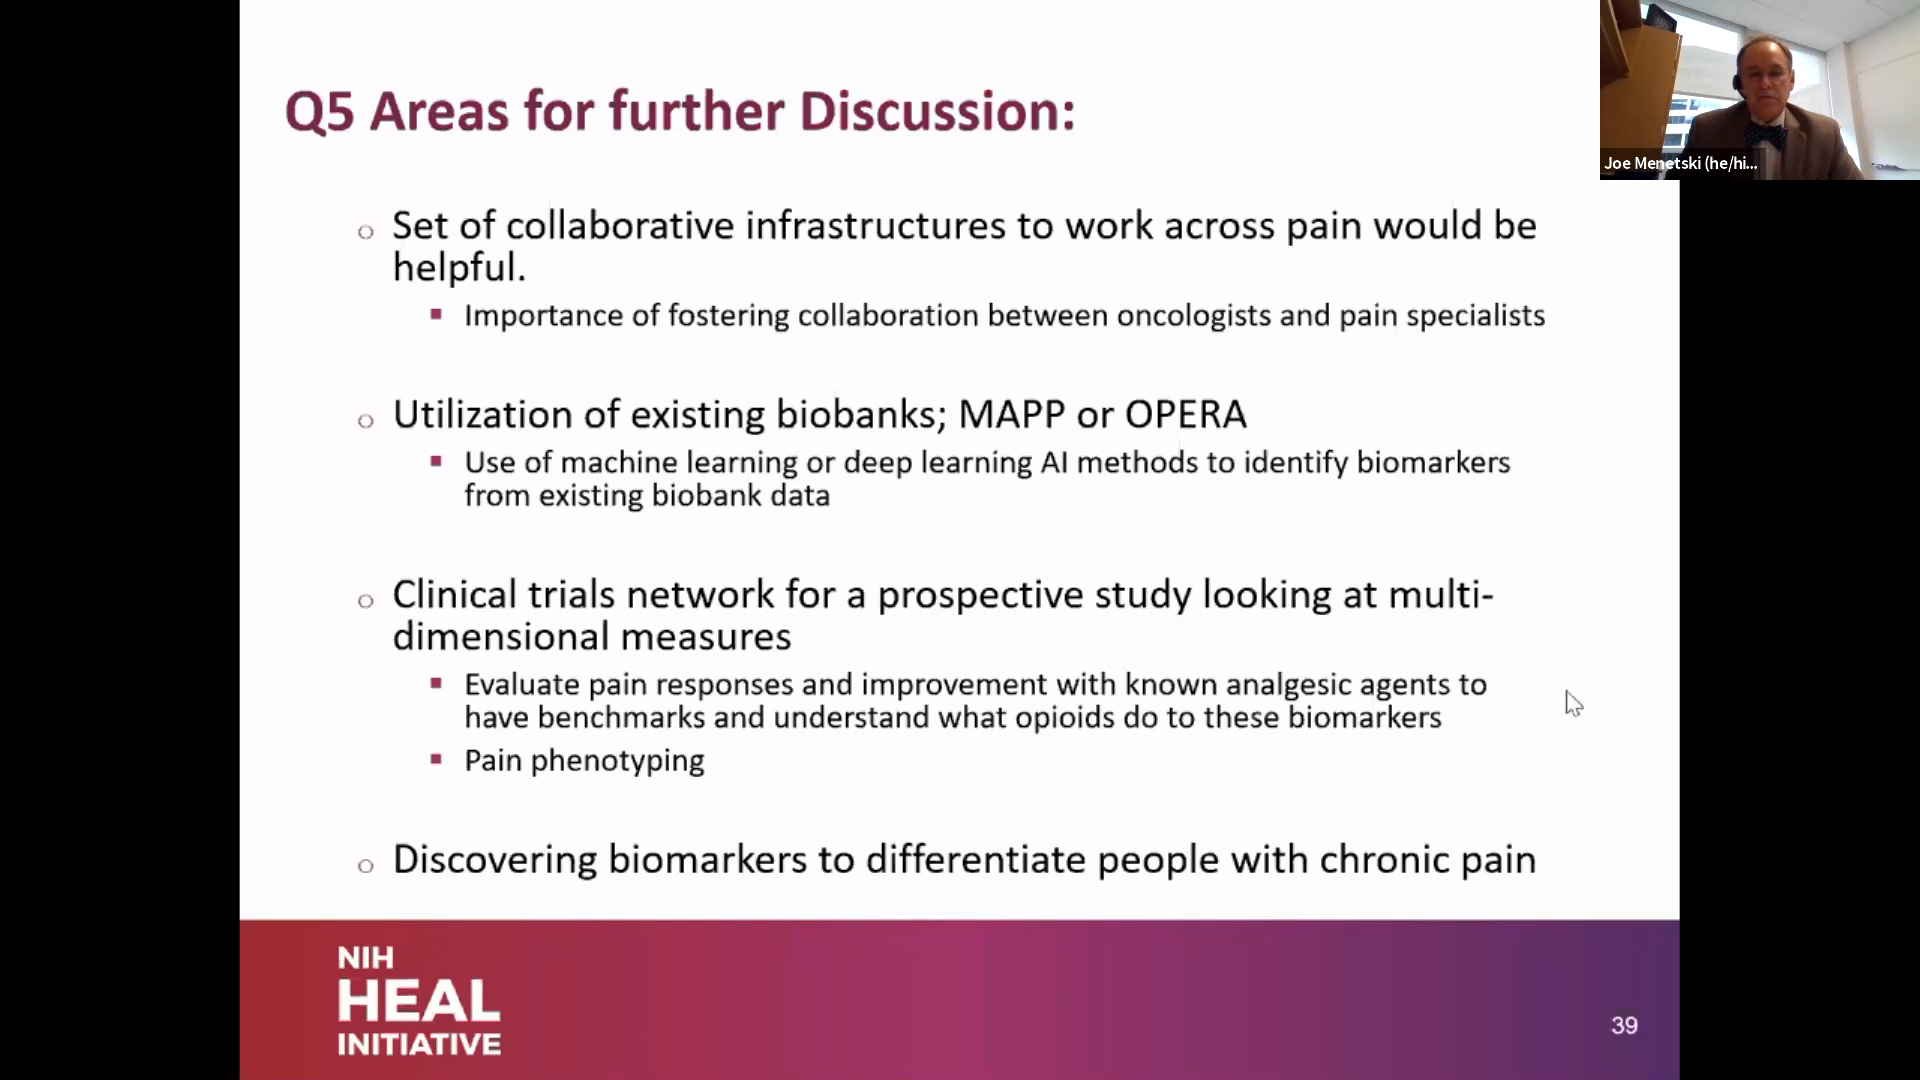 Q5 Areas for further Discussion:
Joe Menetski (he/hi...
Set of collaborative infrastructures to work across pain would be
helpful.
Importance of fostering collaboration between oncologists and pain specialists
Utilization of existing biobanks; MAPP or OPERA
Use of machine learning or deep learning AI methods to identify biomarkers
from existing biobank data
Clinical trials network for a prospective study looking at multi-
dimensional measures
Evaluate pain responses and improvement with known analgesic agents to
have benchmarks and understand what opioids do to these biomarkers
Pain phenotyping
Discovering biomarkers to differentiate people with chronic pain
NIH
HEAL
INITIATIVE
39